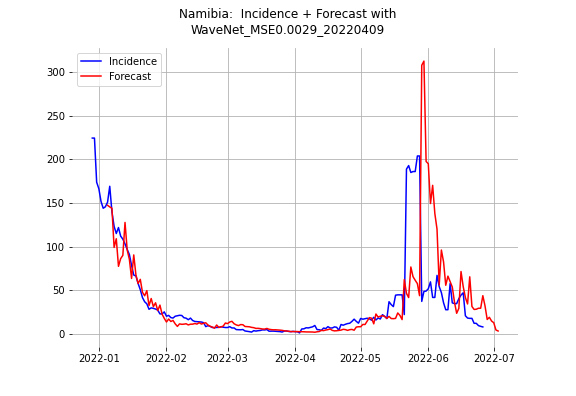 Namibia:  Incidence + Forecast with
WaveNet_MSE0.0029_20220409
Incidence
Forecast
300
250
200
150
100
50
0
2022-01 2022-02 2022-03 2022-04 2022-05 2022-06 2022-07